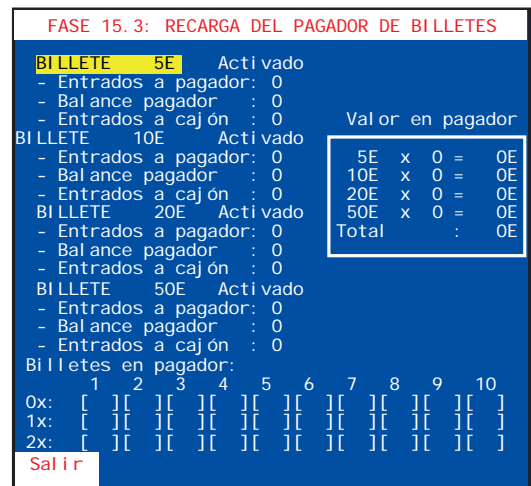 FASE 15.3: RECARGA DEL PAGADOR DE BILLETES
BILLETE 5E Activado
- Entrados a pagador: 0
- Balance pagador : 0
- Entrados a cajón : 0
BILLETE 10E Activado
- Entrados a pagador: 0
- Balance pagador : 0
- Entrados a cajón : 0
BILLETE 20E Activado
- Entrados a pagador: 0
- Balance pagador : 0
- Entrados a cajón : 0
BILLETE 50E Activado
- Entrados a pagador: 0
- Balance pagador : 0
- Entrados a cajón : 0
Valor en pagador
5E x 0 = 0E
10E x 0 = 0E
20E x 0 = 0E
50E x 0 = 0E
Total : 0E
Billetes en pagador:
1 2 3 4 5 6 7 8 9 10
0x: [ ][ ][ ][ ][ ][ ][ ][ ][ ][ ]
1x: [ ][ ][ ][ ][ ][ ][ ][ ][ ][ ]
2x: [ ][ ][ ][ ][ ][ ][ ][ ][ ][ ]
Salir